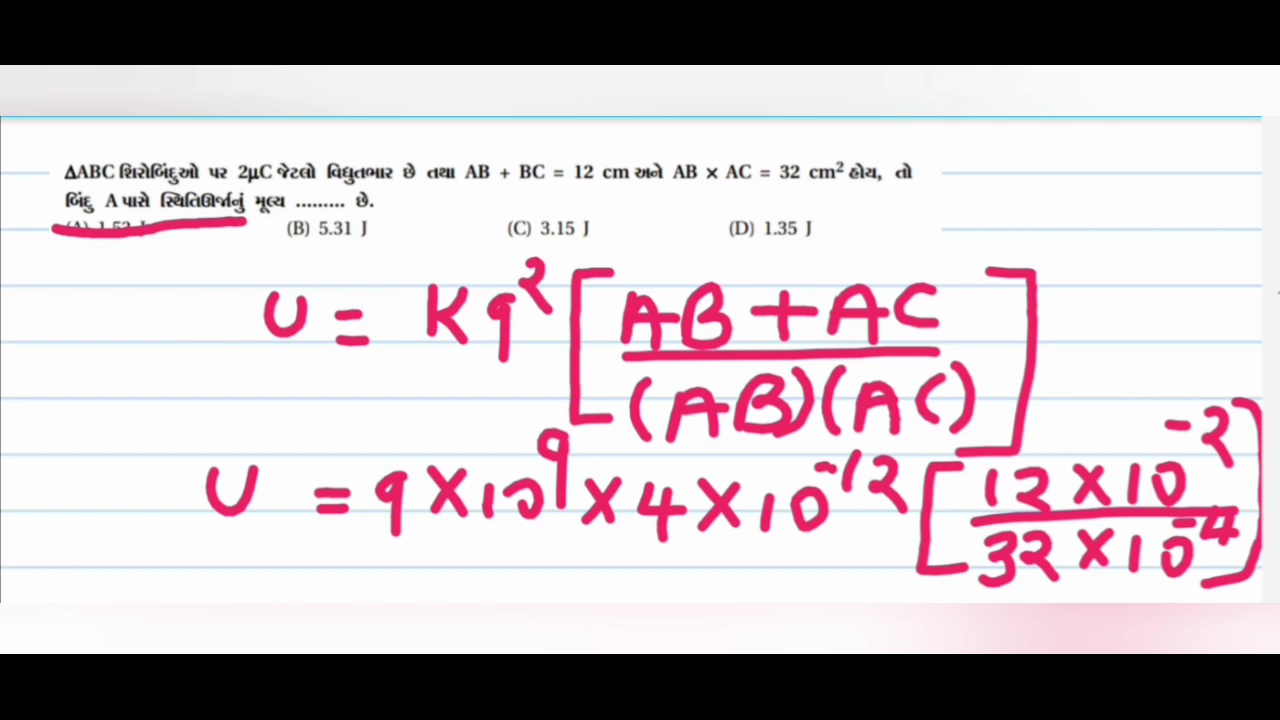 ΔABC શિરોબિંદુઓ પર 2μC જેટલો વિદ્યુતભાર છે તથા AB + BC = 12 cm અને AB × AC = 32 cm² હોય, તો
બિંદુ A પાસે સ્થિતિઊર્જાનું મૂલ્ય ......... છે.
(B) 5.31 J (C) 3.15 J (D) 1.35 J
U = Kq² [ AB + AC
(AB)(AC) ]
U = 9 × 10⁹ × 4 × 10⁻¹² [ 12 × 10⁻²
32 × 10⁻⁴ ]